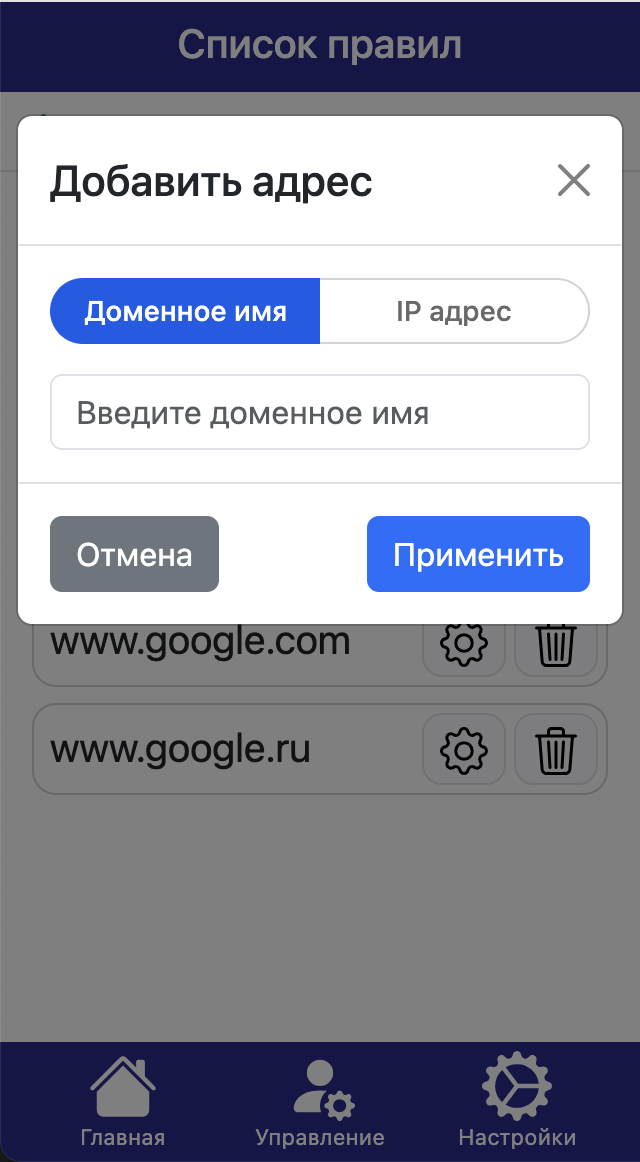 Список правил
Добавить адрес
Доменное имя
IP адрес
Введите доменное имя
Отмена
Применить
www.google.com
www.google.ru
Главная
Управление
Настройки